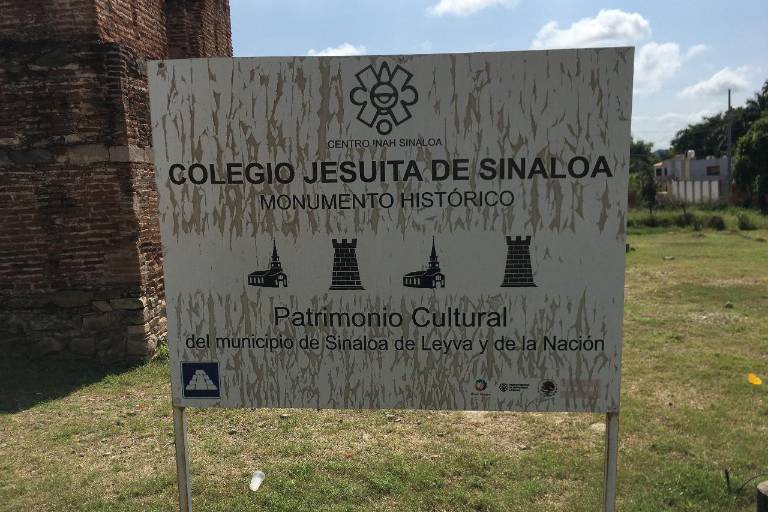 CENTRO INAH SINALOA
COLEGIO JESUITA DE SINALOA
MONUMENTO HISTÓRICO
Patrimonio Cultural
del municipio de Sinaloa de Leyva y de la Nación